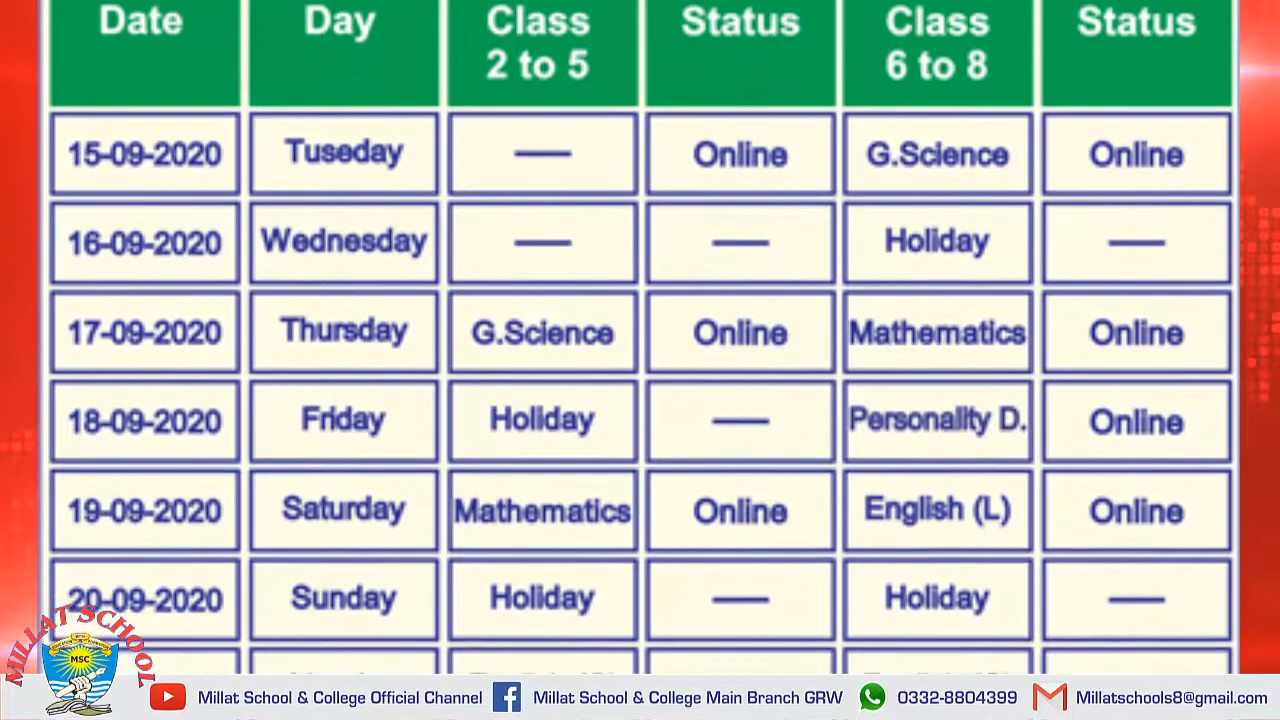 Date Day Class 2 to 5 Status Class 6 to 8 Status
15-09-2020 Tuseday — Online G.Science Online
16-09-2020 Wednesday — — Holiday —
17-09-2020 Thursday G.Science Online Mathematics Online
18-09-2020 Friday Holiday — Personality D. Online
19-09-2020 Saturday Mathematics Online English (L) Online
20-09-2020 Sunday Holiday — Holiday —
MILLAT SCHOOL
MSC
Millat School & College Official Channel Millat School & College Main Branch GRW 0332-8804399 Millatschools8@gmail.com